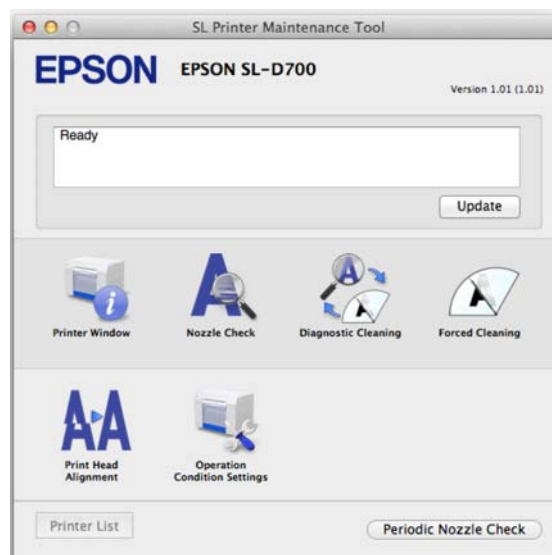 SL Printer Maintenance Tool
EPSON
EPSON SL-D700
Version 1.01 (1.01)
Ready
Update
Printer Window
Nozzle Check
Diagnostic Cleaning
Forced Cleaning
Print Head
Alignment
Operation
Condition Settings
Printer List
Periodic Nozzle Check